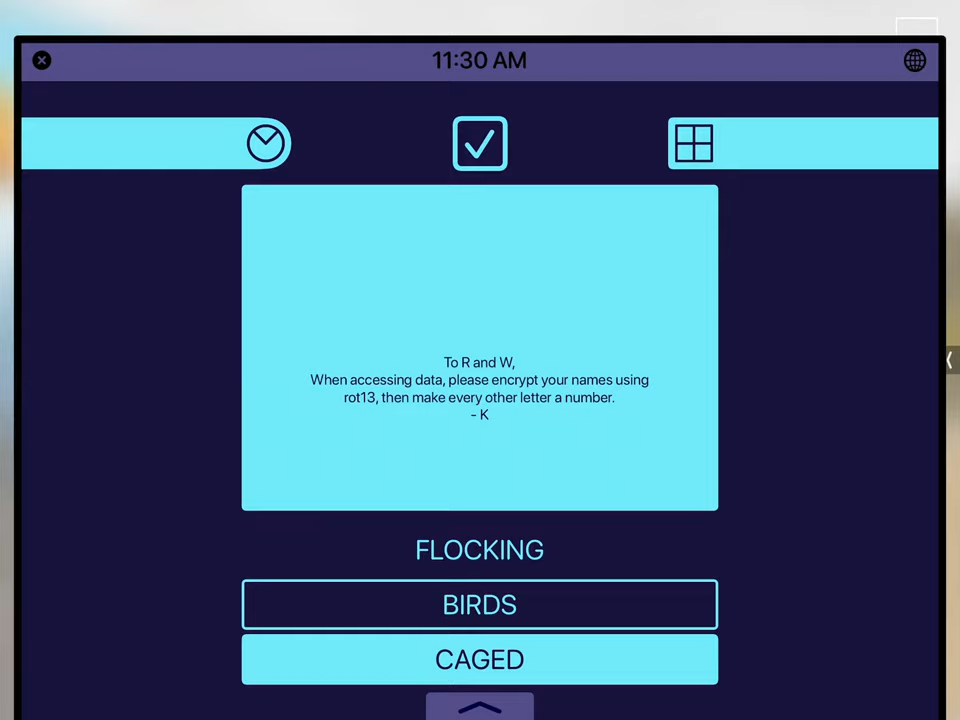 11:30 AM
To R and W,
When accessing data, please encrypt your names using
rot13, then make every other letter a number.
- K
FLOCKING
BIRDS
CAGED